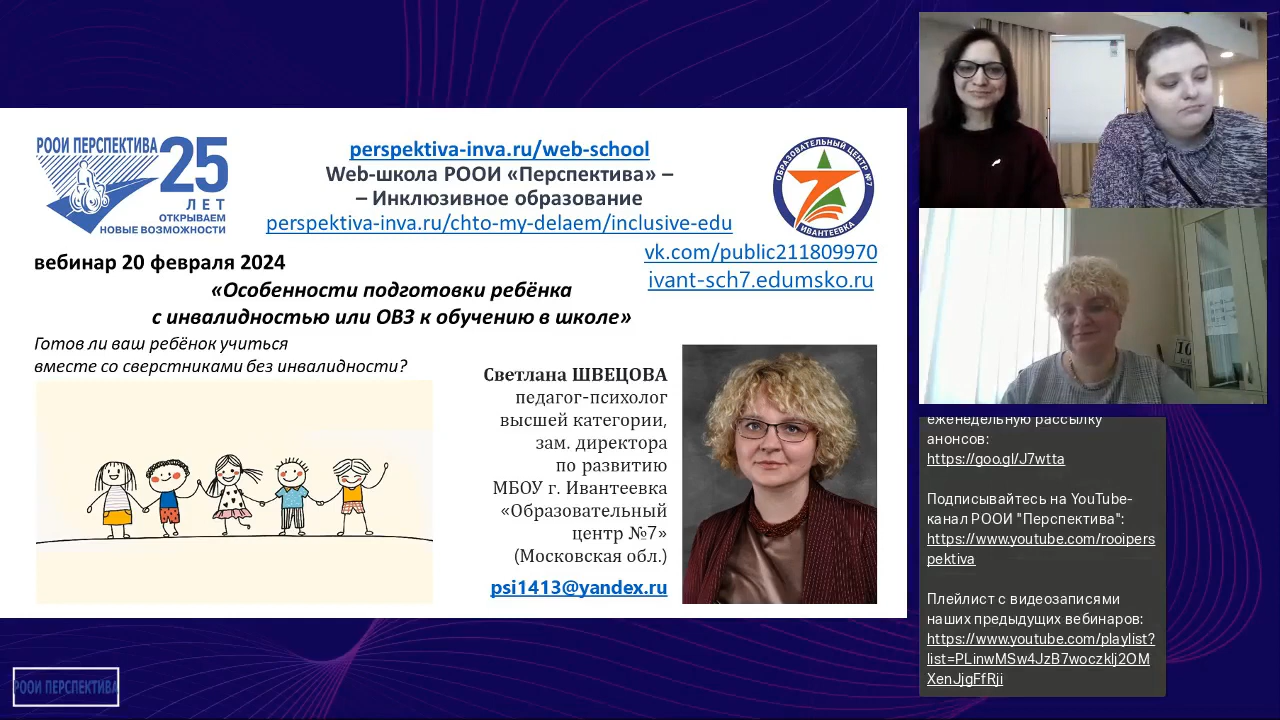 РООИ ПЕРСПЕКТИВА
25
ЛЕТ
ОТКРЫВАЕМ
НОВЫЕ ВОЗМОЖНОСТИ
perspektiva-inva.ru/web-school
Web-школа РООИ «Перспектива» –
– Инклюзивное образование
perspektiva-inva.ru/chto-my-delaem/inclusive-edu
ОБРАЗОВАТЕЛЬНЫЙ ЦЕНТР №7
ИВАНТЕЕВКА
vk.com/public211809970
ivant-sch7.edumsko.ru
вебинар 20 февраля 2024
«Особенности подготовки ребёнка
с инвалидностью или ОВЗ к обучению в школе»
Готов ли ваш ребёнок учиться
вместе со сверстниками без инвалидности?
Светлана ШВЕЦОВА
педагог-психолог
высшей категории,
зам. директора
по развитию
МБОУ г. Ивантеевка
«Образовательный
центр №7»
(Московская обл.)
psi1413@yandex.ru
РООИ ПЕРСПЕКТИВА
10
еженедельную рассылку
анонсов:
https://goo.gl/J7wtta
Подписывайтесь на YouTube-
канал РООИ "Перспектива":
https://www.youtube.com/rooipers
pektiva
Плейлист с видеозаписями
наших предыдущих вебинаров:
https://www.youtube.com/playlist?
list=PLinwMSw4JzB7woczklj2OM
XenJjgFfRji